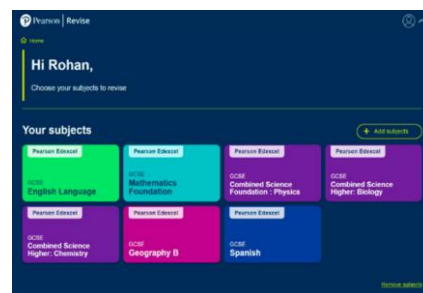 Pearson | Revise
Home
Hi Rohan,
Choose your subjects to revise
Your subjects
+ Add subjects
Pearson Edexcel
GCSE
English Language
Pearson Edexcel
GCSE
Mathematics
Foundation
Pearson Edexcel
GCSE
Combined Science
Foundation : Physics
Pearson Edexcel
GCSE
Combined Science
Higher: Biology
Pearson Edexcel
GCSE
Combined Science
Higher: Chemistry
Pearson Edexcel
GCSE
Geography B
Pearson Edexcel
GCSE
Spanish
Remove subjects